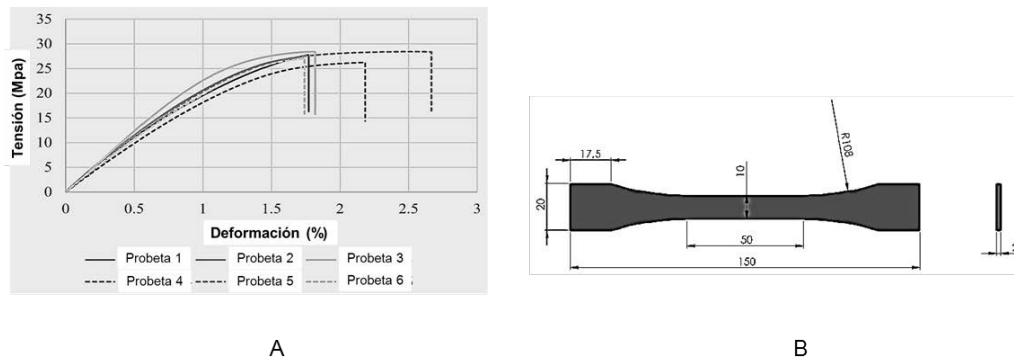 35
30
25
20
15
10
5
0
Tensión (Mpa)
0 0.5 1 1.5 2 2.5 3
Deformación (%)
Probeta 1 Probeta 2 Probeta 3
Probeta 4 Probeta 5 Probeta 6
17.5
R108
10
20
50
150
A
B